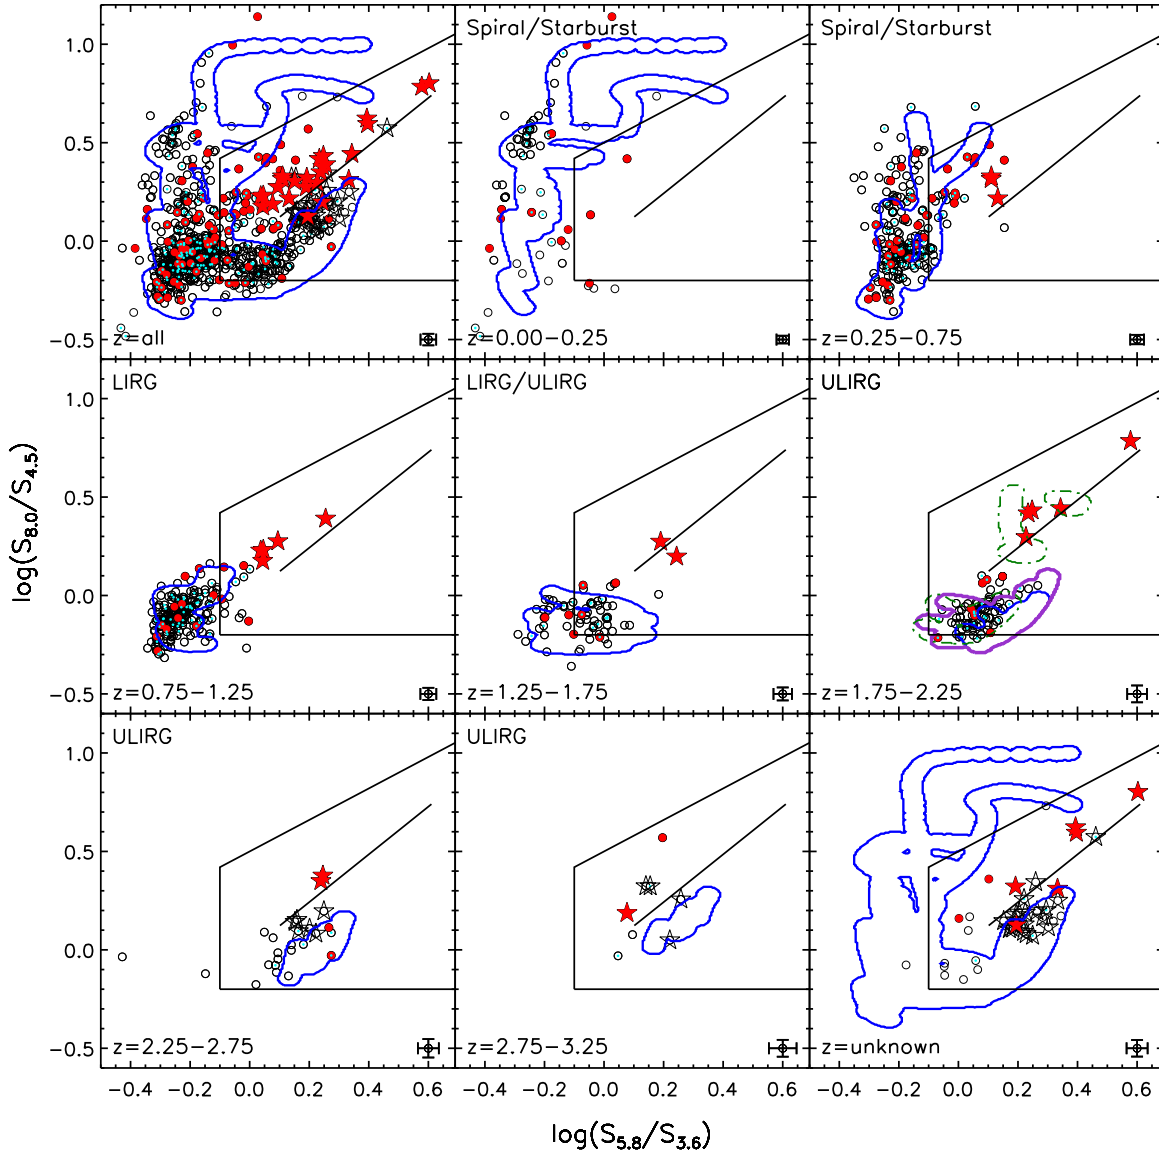 Spiral/Starburst
Spiral/Starburst
1.0
0.5
0.0
−0.5
z=all
z=0.00−0.25
z=0.25−0.75
LIRG
LIRG/ULIRG
ULIRG
1.0
0.5
0.0
−0.5
z=0.75−1.25
z=1.25−1.75
z=1.75−2.25
log(S8.0/S4.5)
ULIRG
ULIRG
1.0
0.5
0.0
−0.5
z=2.25−2.75
z=2.75−3.25
z=unknown
−0.4 −0.2 0.0 0.2 0.4 −0.4 −0.2 0.0 0.2 0.4 −0.4 −0.2 0.0 0.2 0.4 0.6
log(S5.8/S3.6)